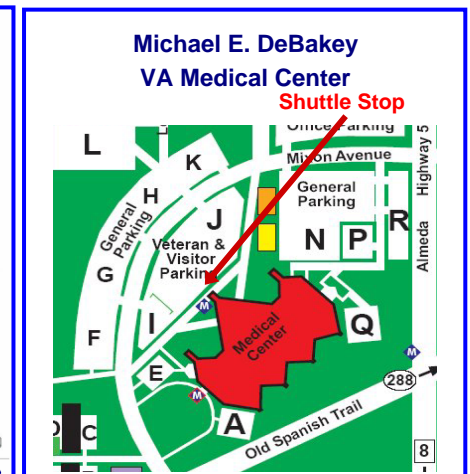 Michael E. DeBakey
VA Medical Center
Shuttle Stop
Office Parking
Mixon Avenue
Highway 5
L
K
H
General
Parking
J
General
Parking
R
Almeda
N
P
Veteran &
Visitor
Parking
G
M
I
Medical
Center
Q
F
E
M
M
288
A
Old Spanish Trail
C
8